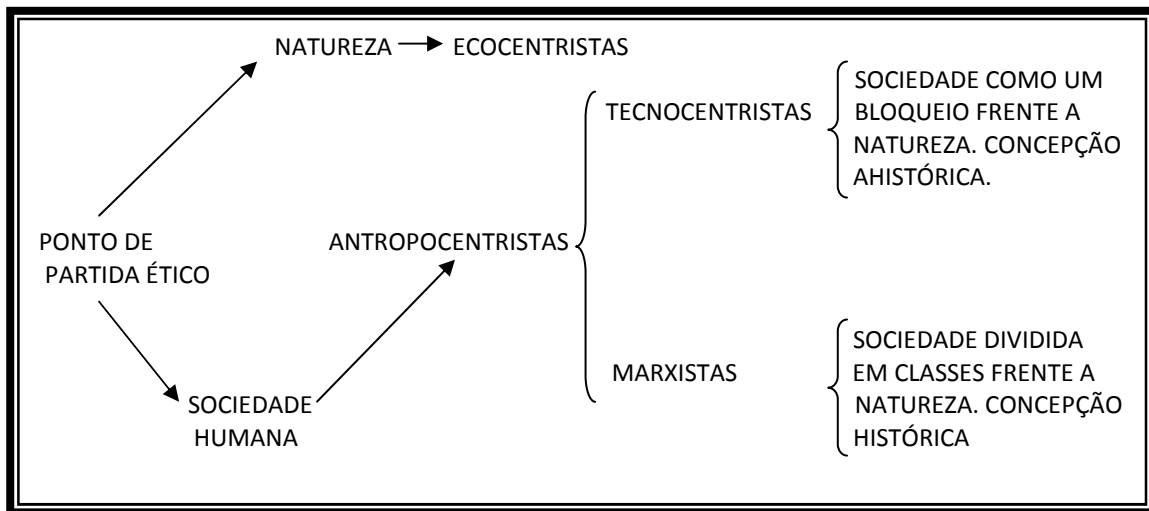 NATUREZA
ECOCENTRISTAS
TECNOCENTRISTAS
SOCIEDADE COMO UM
BLOQUEIO FRENTE A
NATUREZA. CONCEPÇÃO
AHISTÓRICA.
PONTO DE
PARTIDA ÉTICO
ANTROPOCENTRISTAS
SOCIEDADE
HUMANA
MARXISTAS
SOCIEDADE DIVIDIDA
EM CLASSES FRENTE A
NATUREZA. CONCEPÇÃO
HISTÓRICA